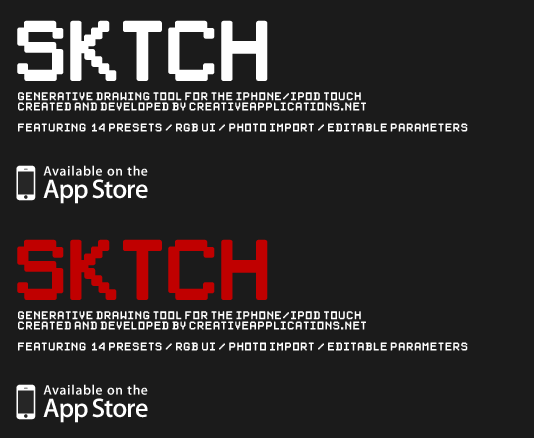 SKTCH
GENERATIVE DRAWING TOOL FOR THE IPHONE/IPOD TOUCH
CREATED AND DEVELOPED BY CREATIVEAPPLICATIONS.NET
FEATURING 14 PRESETS / RGB UI / PHOTO IMPORT / EDITABLE PARAMETERS
Available on the
App Store
SKTCH
GENERATIVE DRAWING TOOL FOR THE IPHONE/IPOD TOUCH
CREATED AND DEVELOPED BY CREATIVEAPPLICATIONS.NET
FEATURING 14 PRESETS / RGB UI / PHOTO IMPORT / EDITABLE PARAMETERS
Available on the
App Store